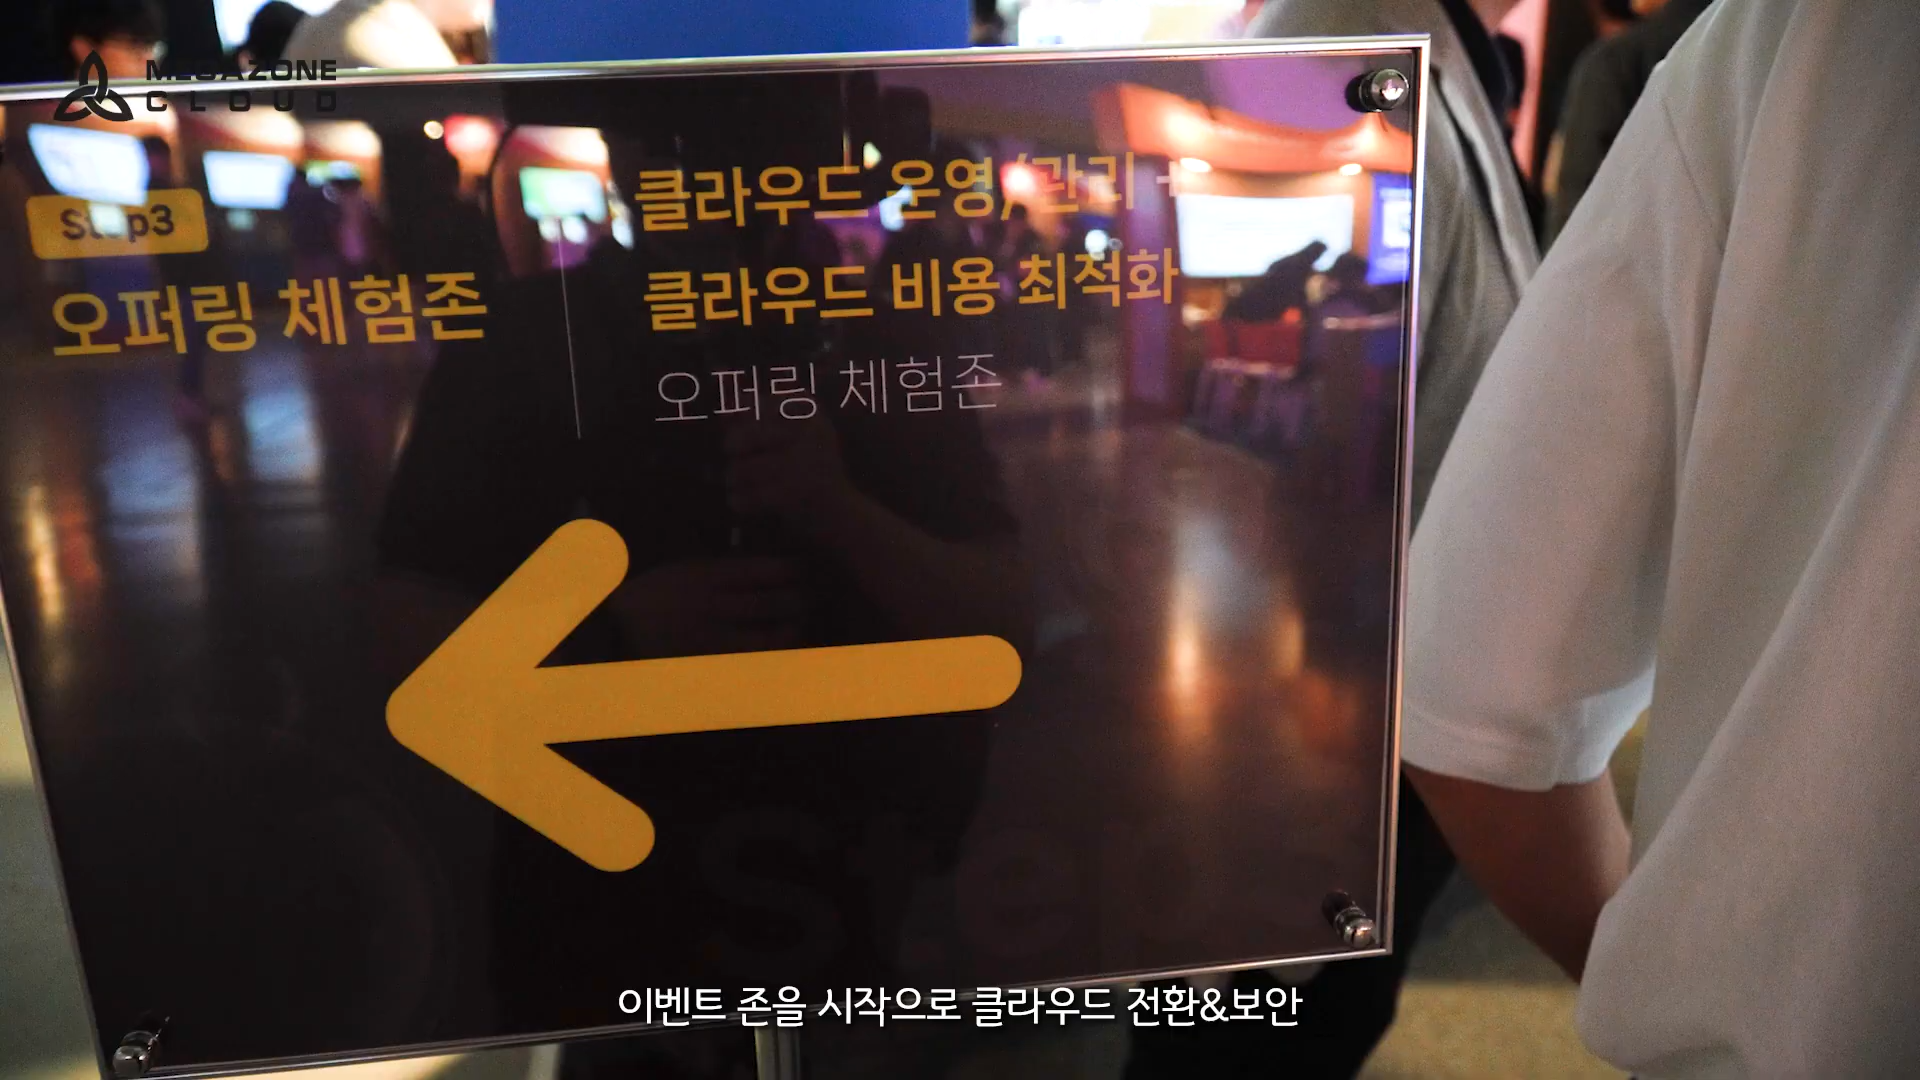 MEGAZONE
CLOUD
Step3
오퍼링 체험존
클라우드 운영/관리 +
클라우드 비용 최적화
오퍼링 체험존
이벤트 존을 시작으로 클라우드 전환&보안